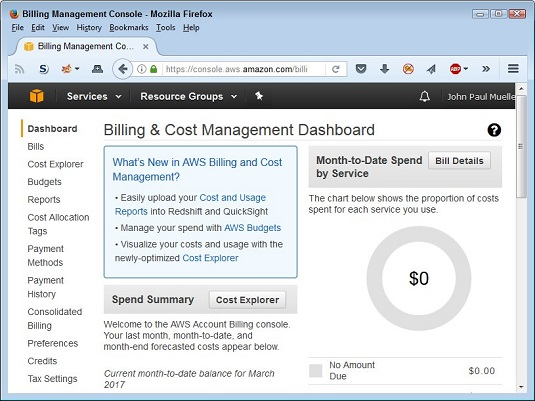 Billing Management Console - Mozilla Firefox
File Edit View History Bookmarks Tools Help
Billing Management Co...
https://console.aws.amazon.com/billi
ABP
Services Resource Groups John Paul Muelle
Dashboard
Bills
Cost Explorer
Budgets
Reports
Cost Allocation
Tags
Payment
Methods
Payment
History
Consolidated
Billing
Preferences
Credits
Tax Settings
Billing & Cost Management Dashboard
What's New in AWS Billing and Cost
Management?
• Easily upload your Cost and Usage
Reports into Redshift and QuickSight
• Manage your spend with AWS Budgets
• Visualize your costs and usage with the
newly-optimized Cost Explorer
Spend Summary Cost Explorer
Welcome to the AWS Account Billing console.
Your last month, month-to-date, and
month-end forecasted costs appear below.
Current month-to-date balance for March
2017
Month-to-Date Spend
by Service
Bill Details
The chart below shows the proportion of costs
spent for each service you use.
$0
No Amount
Due
$0.00